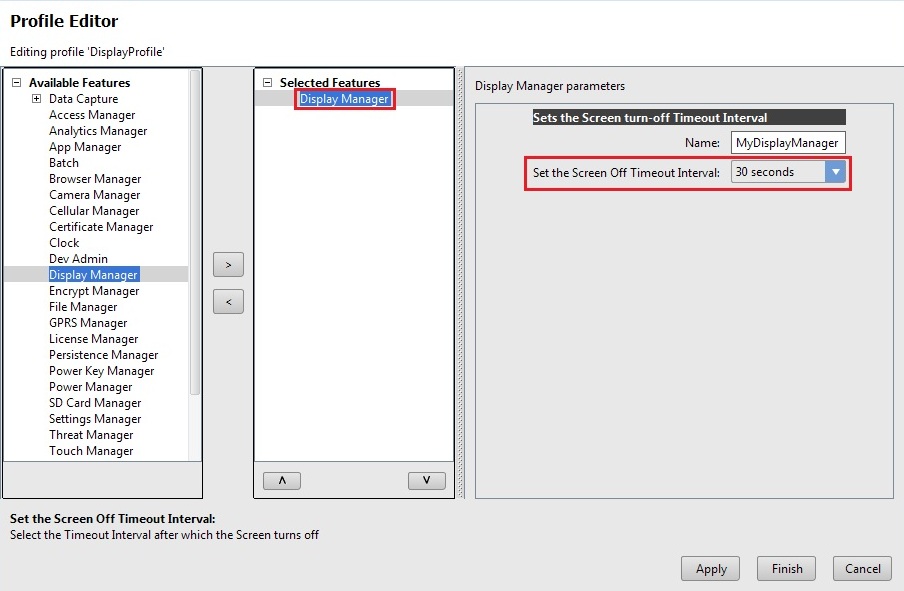 Profile Editor
Editing profile 'DisplayProfile'
Available Features
Data Capture
Access Manager
Analytics Manager
App Manager
Batch
Browser Manager
Camera Manager
Cellular Manager
Certificate Manager
Clock
Dev Admin
Display Manager
Encrypt Manager
File Manager
GPRS Manager
License Manager
Persistence Manager
Power Key Manager
Power Manager
SD Card Manager
Settings Manager
Threat Manager
Touch Manager
>
<
Selected Features
Display Manager
Display Manager parameters
Sets the Screen turn-off Timeout Interval
Name: MyDisplayManager
Set the Screen Off Timeout Interval: 30 seconds
Set the Screen Off Timeout Interval:
Select the Timeout Interval after which the Screen turns off
Apply Finish Cancel